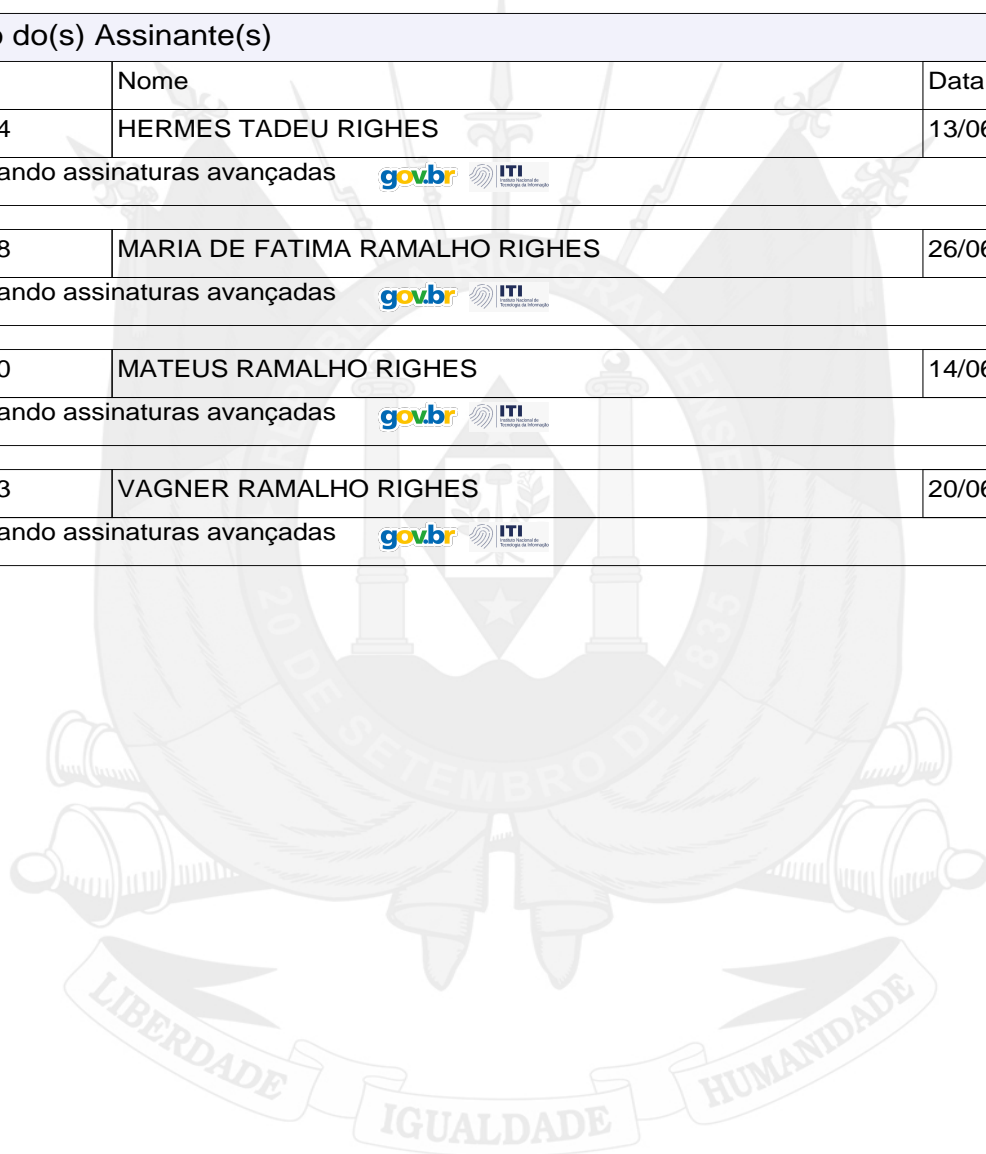 o do(s) Assinante(s)
Nome Data
4 HERMES TADEU RIGHES 13/06
ando assinaturas avançadas gov.br ITI
8 MARIA DE FATIMA RAMALHO RIGHES 26/06
ando assinaturas avançadas gov.br ITI
0 MATEUS RAMALHO RIGHES 14/06
ando assinaturas avançadas gov.br ITI
3 VAGNER RAMALHO RIGHES 20/06
ando assinaturas avançadas gov.br ITI
REPÚBLICA RIO-GRANDENSE
20 DE SETEMBRO DE 1835
LIBERDADE IGUALDADE HUMANIDADE